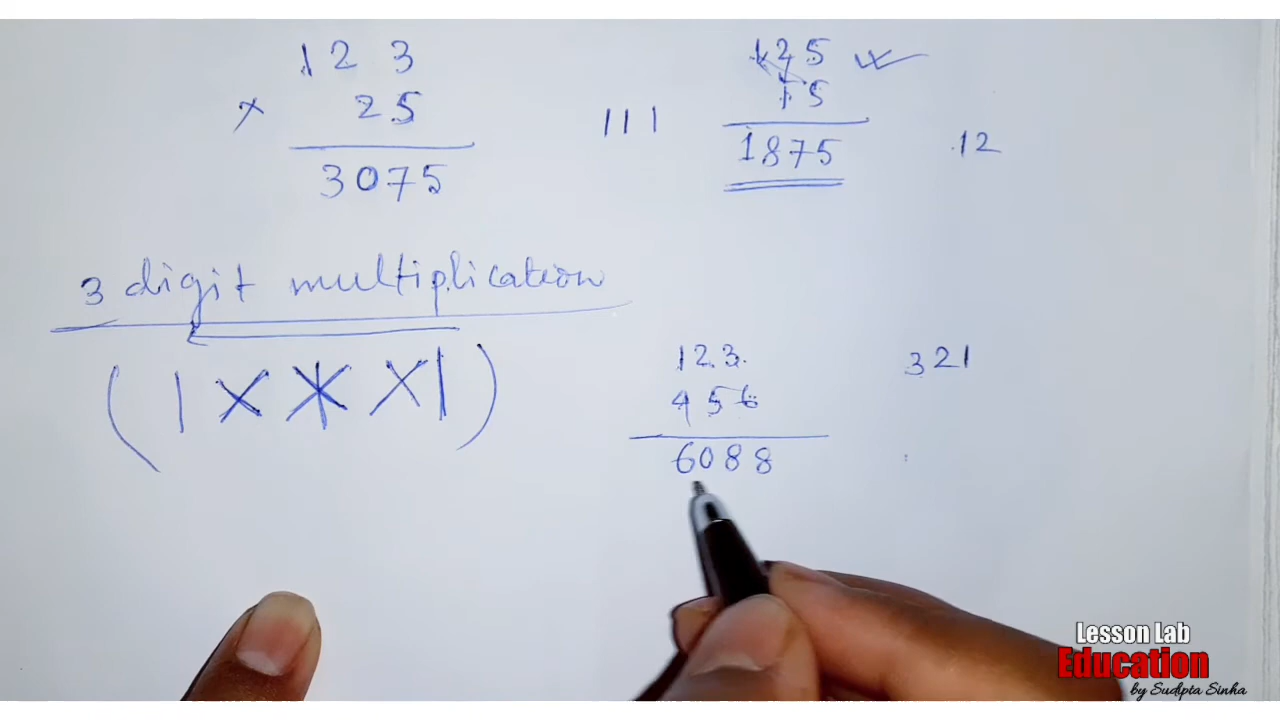 123
× 25
3075
111
125
15
1875
12
3 digit multiplication
( | × * × | )
123
456
6088
321
Lesson Lab
Education
by Sudipta Sinha